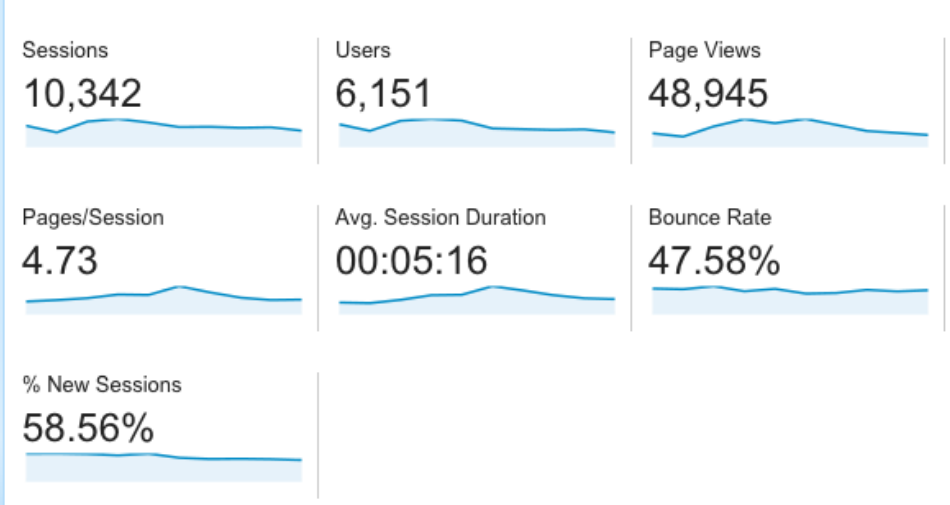 Sessions
10,342
Users
6,151
Page Views
48,945
Pages/Session
4.73
Avg. Session Duration
00:05:16
Bounce Rate
47.58%
% New Sessions
58.56%